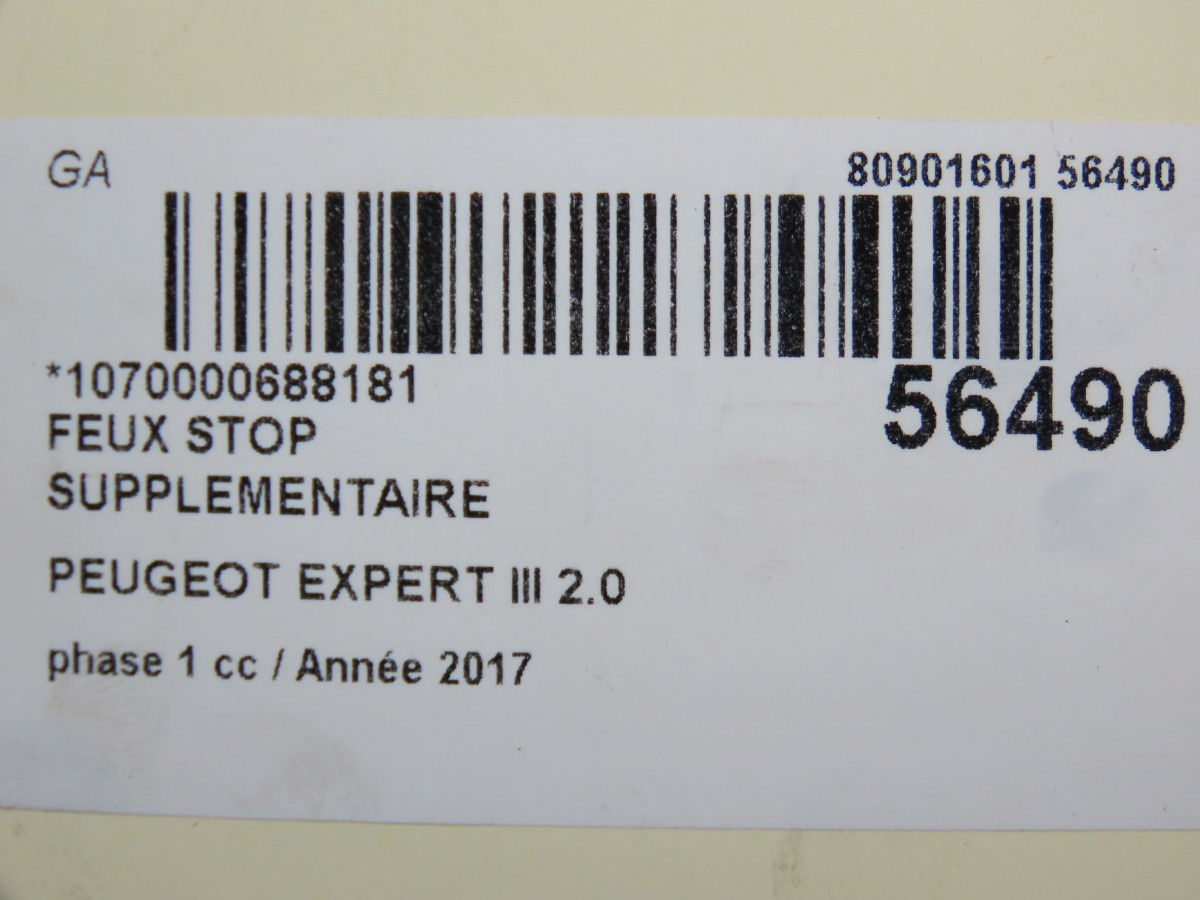 GA
80901601 56490
*1070000688181
56490
FEUX STOP
SUPPLEMENTAIRE
PEUGEOT EXPERT III 2.0
phase 1 cc / Année 2017